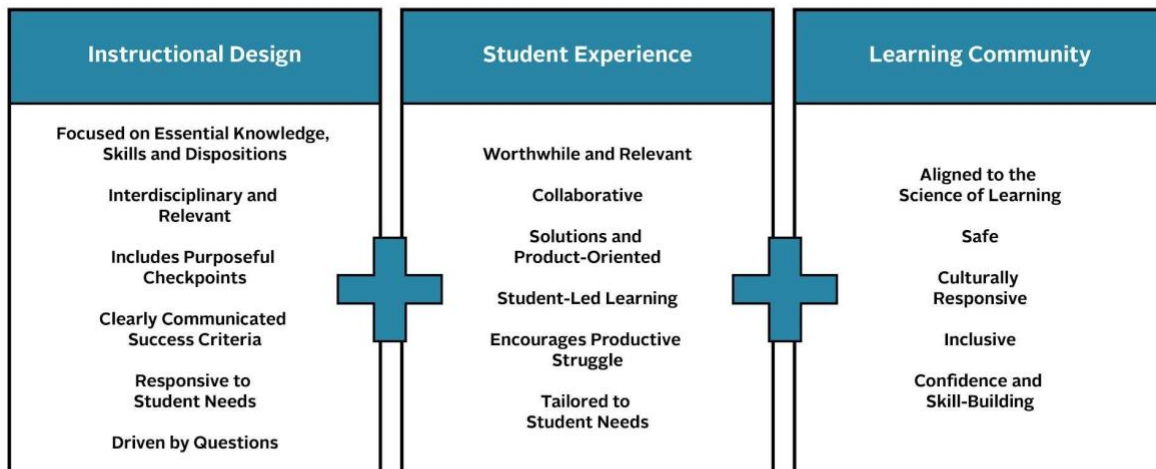 Instructional Design
Focused on Essential Knowledge,
Skills and Dispositions
Interdisciplinary and
Relevant
Includes Purposeful
Checkpoints
Clearly Communicated
Success Criteria
Responsive to
Student Needs
Driven by Questions
Student Experience
Worthwhile and Relevant
Collaborative
Solutions and
Product-Oriented
Student-Led Learning
Encourages Productive
Struggle
Tailored to
Student Needs
Learning Community
Aligned to the
Science of Learning
Safe
Culturally
Responsive
Inclusive
Confidence and
Skill-Building